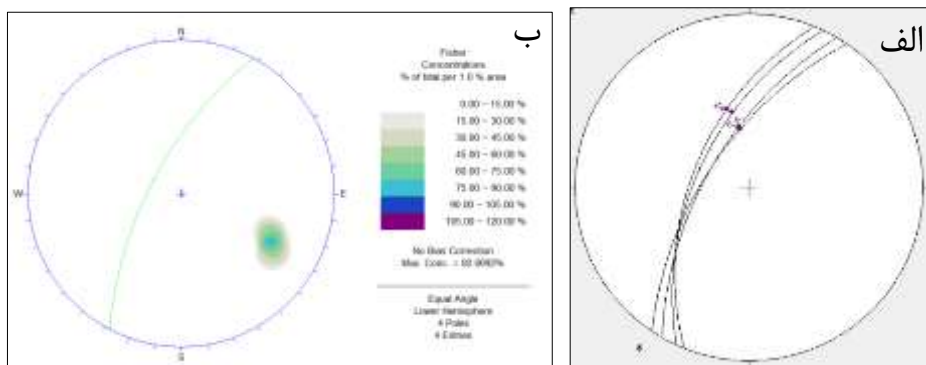 ب
الف
N
W
E
S
Fisher
Concentrations
% of total per 1.0 % area
0.00 - 15.00 %
15.00 - 30.00 %
30.00 - 45.00 %
45.00 - 60.00 %
60.00 - 75.00 %
75.00 - 90.00 %
90.00 - 105.00 %
105.00 - 120.00 %
No Bias Correction
Max. Conc. =
Equal Angle
Lower Hemisphere
4 Poles
4 Entries